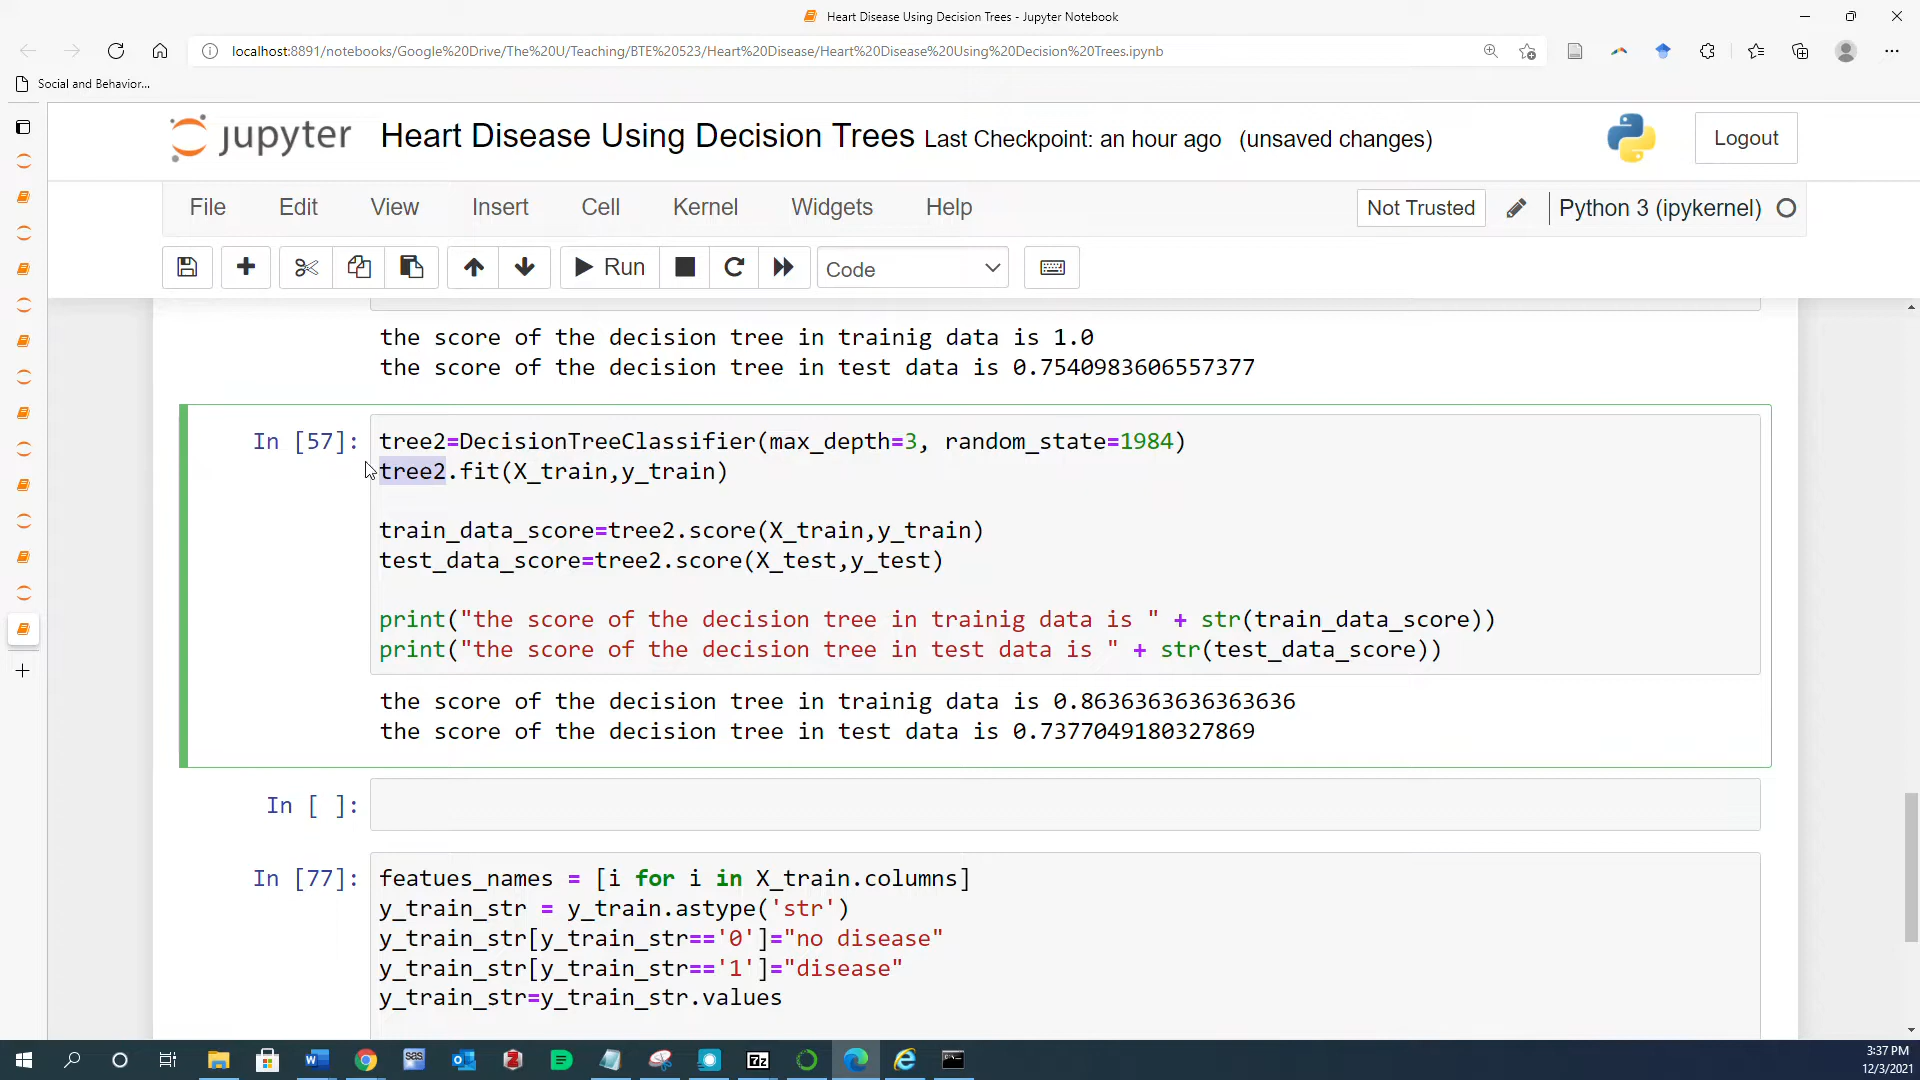 Heart Disease Using Decision Trees - Jupyter Notebook
localhost:8891/notebooks/Google%20Drive/The%20U/Teaching/BTE%20523/Heart%20Disease/Heart%20Disease%20Using%20Decision%20Trees.ipynb
Social and Behavior...
jupyter Heart Disease Using Decision Trees Last Checkpoint: an hour ago (unsaved changes) Logout
File Edit View Insert Cell Kernel Widgets Help Not Trusted Python 3 (ipykernel)
Run Code
the score of the decision tree in trainig data is 1.0
the score of the decision tree in test data is 0.7540983606557377
In [57]: tree2=DecisionTreeClassifier(max_depth=3, random_state=1984)
tree2.fit(X_train,y_train)
train_data_score=tree2.score(X_train,y_train)
test_data_score=tree2.score(X_test,y_test)
print("the score of the decision tree in trainig data is " + str(train_data_score))
print("the score of the decision tree in test data is " + str(test_data_score))
the score of the decision tree in trainig data is 0.8636363636363636
the score of the decision tree in test data is 0.7377049180327869
In [ ]:
In [77]: featues_names = [i for i in X_train.columns]
y_train_str = y_train.astype('str')
y_train_str[y_train_str=='0']="no disease"
y_train_str[y_train_str=='1']="disease"
y_train_str=y_train_str.values
sas
7z
3:37 PM
12/3/2021